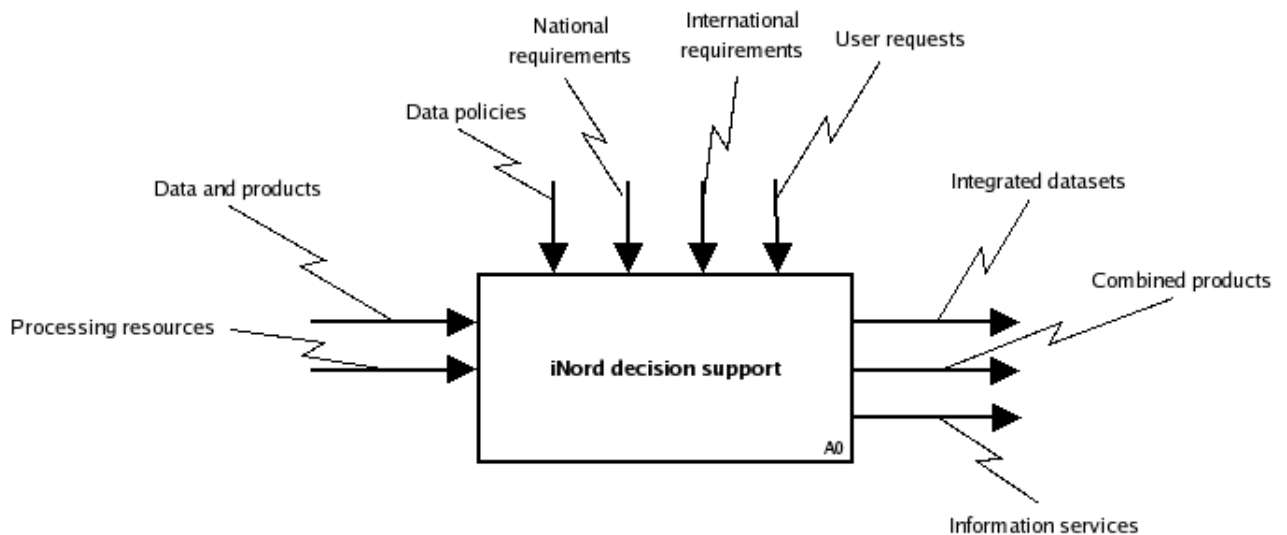 National
requirements
International
requirements
User requests
Data policies
Data and products
Integrated datasets
Combined products
Processing resources
iNord decision support
A0
Information services